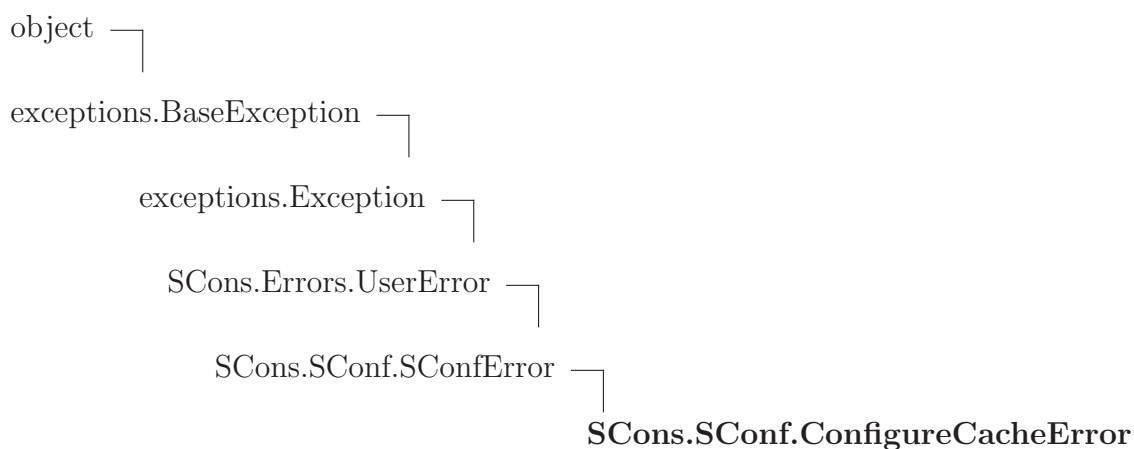 object
exceptions.BaseException
exceptions.Exception
SCons.Errors.UserError
SCons.SConf.SConfError
SCons.SConf.ConfigureCacheError